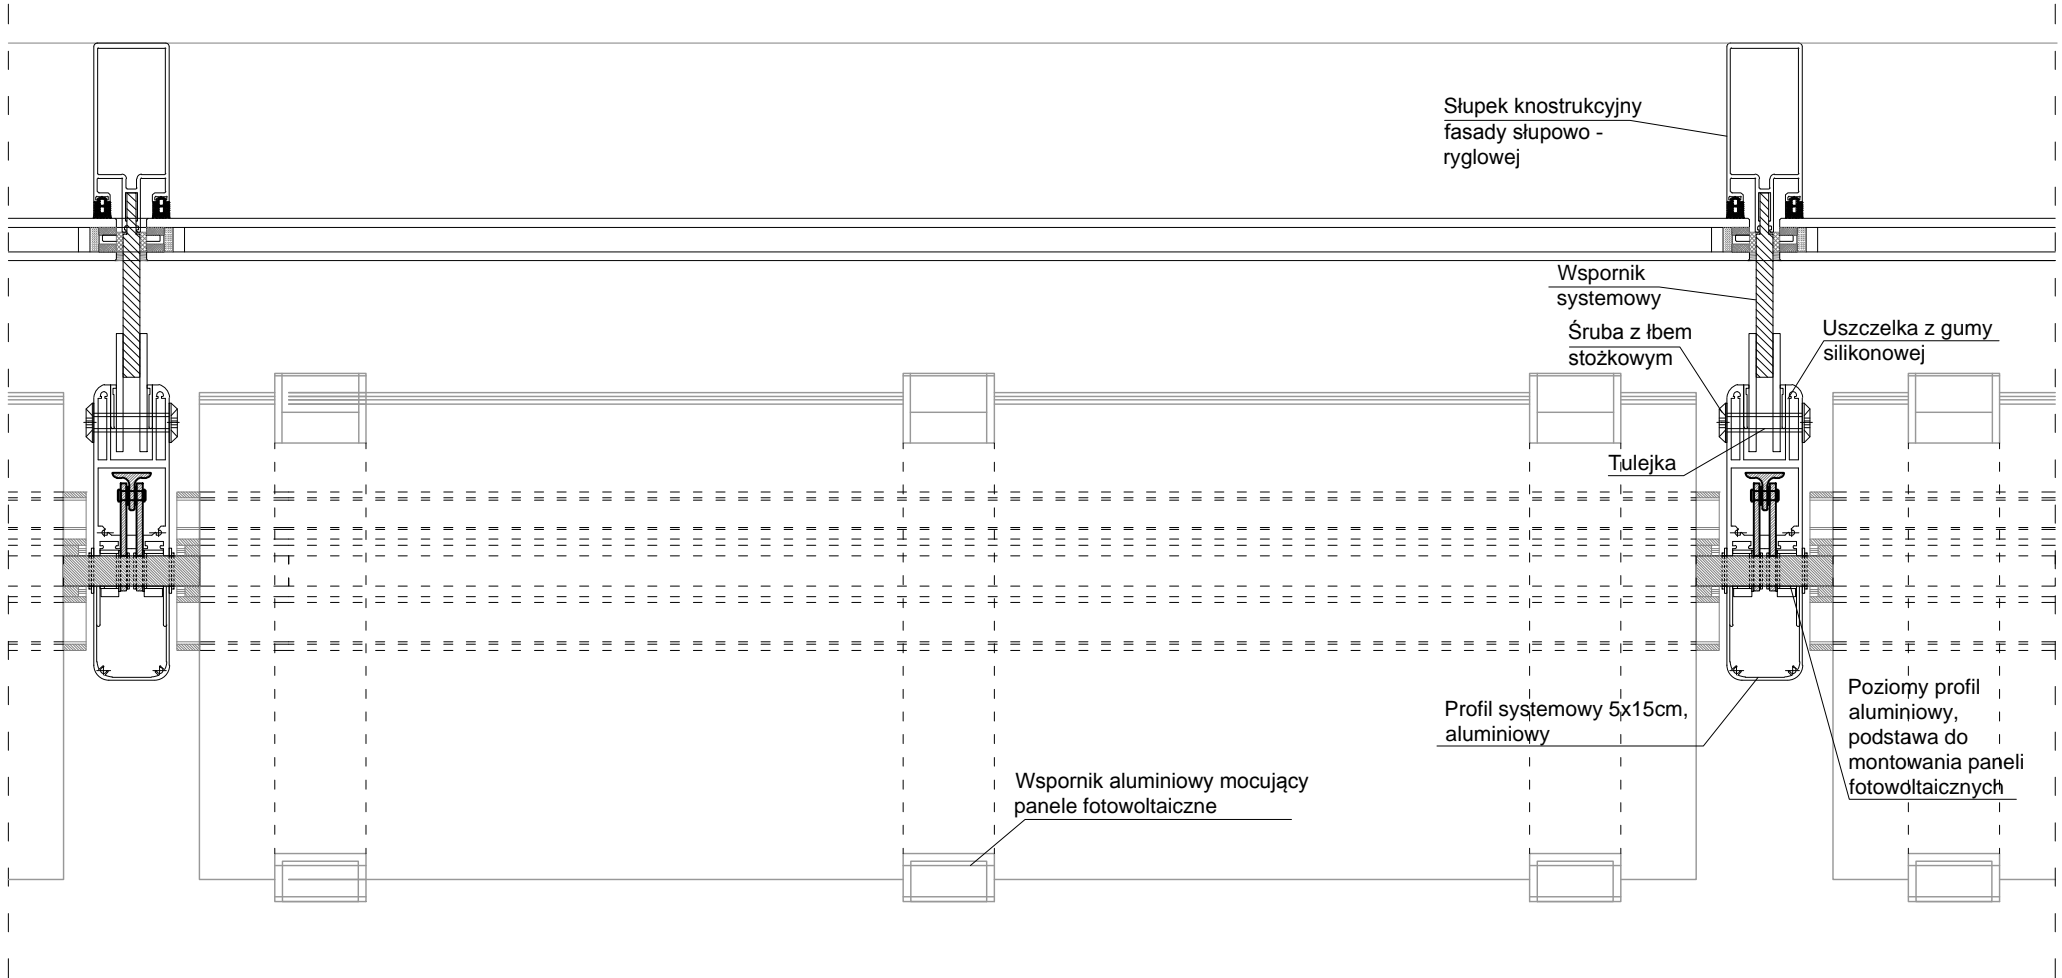 Słupek knostrukcyjny
fasady słupowo -
ryglowej
Wspornik
systemowy
Śruba z łbem
stożkowym
Uszczelka z gumy
silikonowej
Tulejka
Profil systemowy 5x15cm,
aluminiowy
Poziomy profil
aluminiowy,
podstawa do
montowania paneli
fotowoltaicznych
Wspornik aluminiowy mocujący
panele fotowoltaiczne